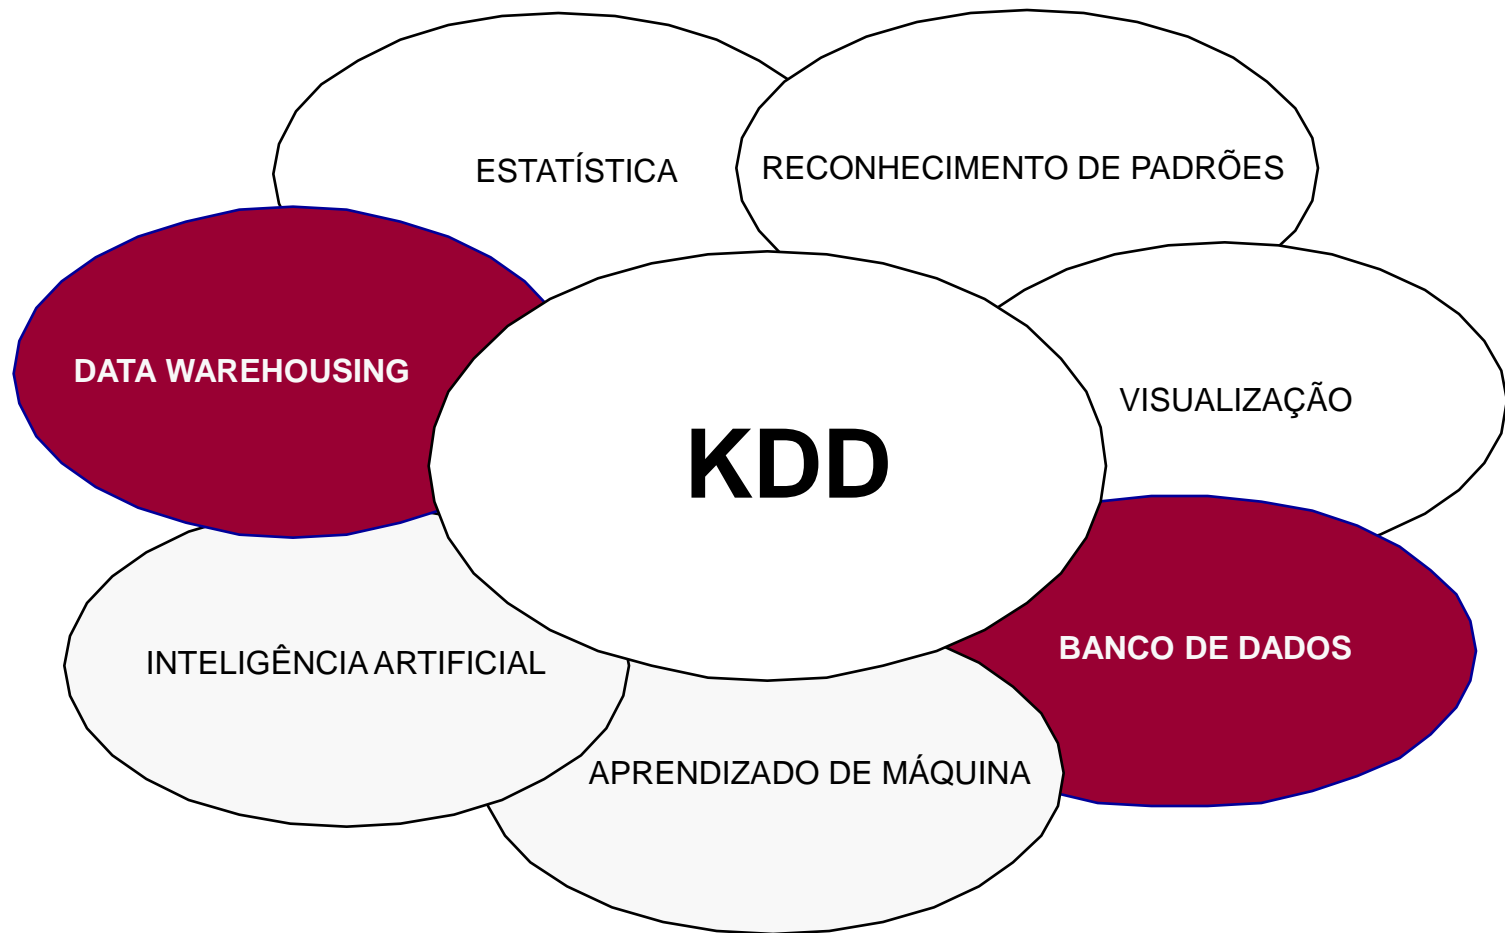 ESTATÍSTICA
RECONHECIMENTO DE PADRÕES
DATA WAREHOUSING
VISUALIZAÇÃO
KDD
BANCO DE DADOS
INTELIGÊNCIA ARTIFICIAL
APRENDIZADO DE MÁQUINA